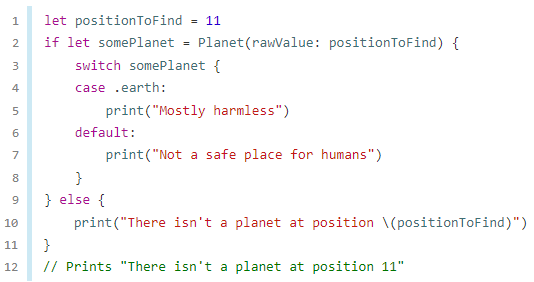 1 let positionToFind = 11
2 if let somePlanet = Planet(rawValue: positionToFind) {
3     switch somePlanet {
4     case .earth:
5         print("Mostly harmless")
6     default:
7         print("Not a safe place for humans")
8     }
9 } else {
10     print("There isn't a planet at position \(positionToFind)")
11 }
12 // Prints "There isn't a planet at position 11"